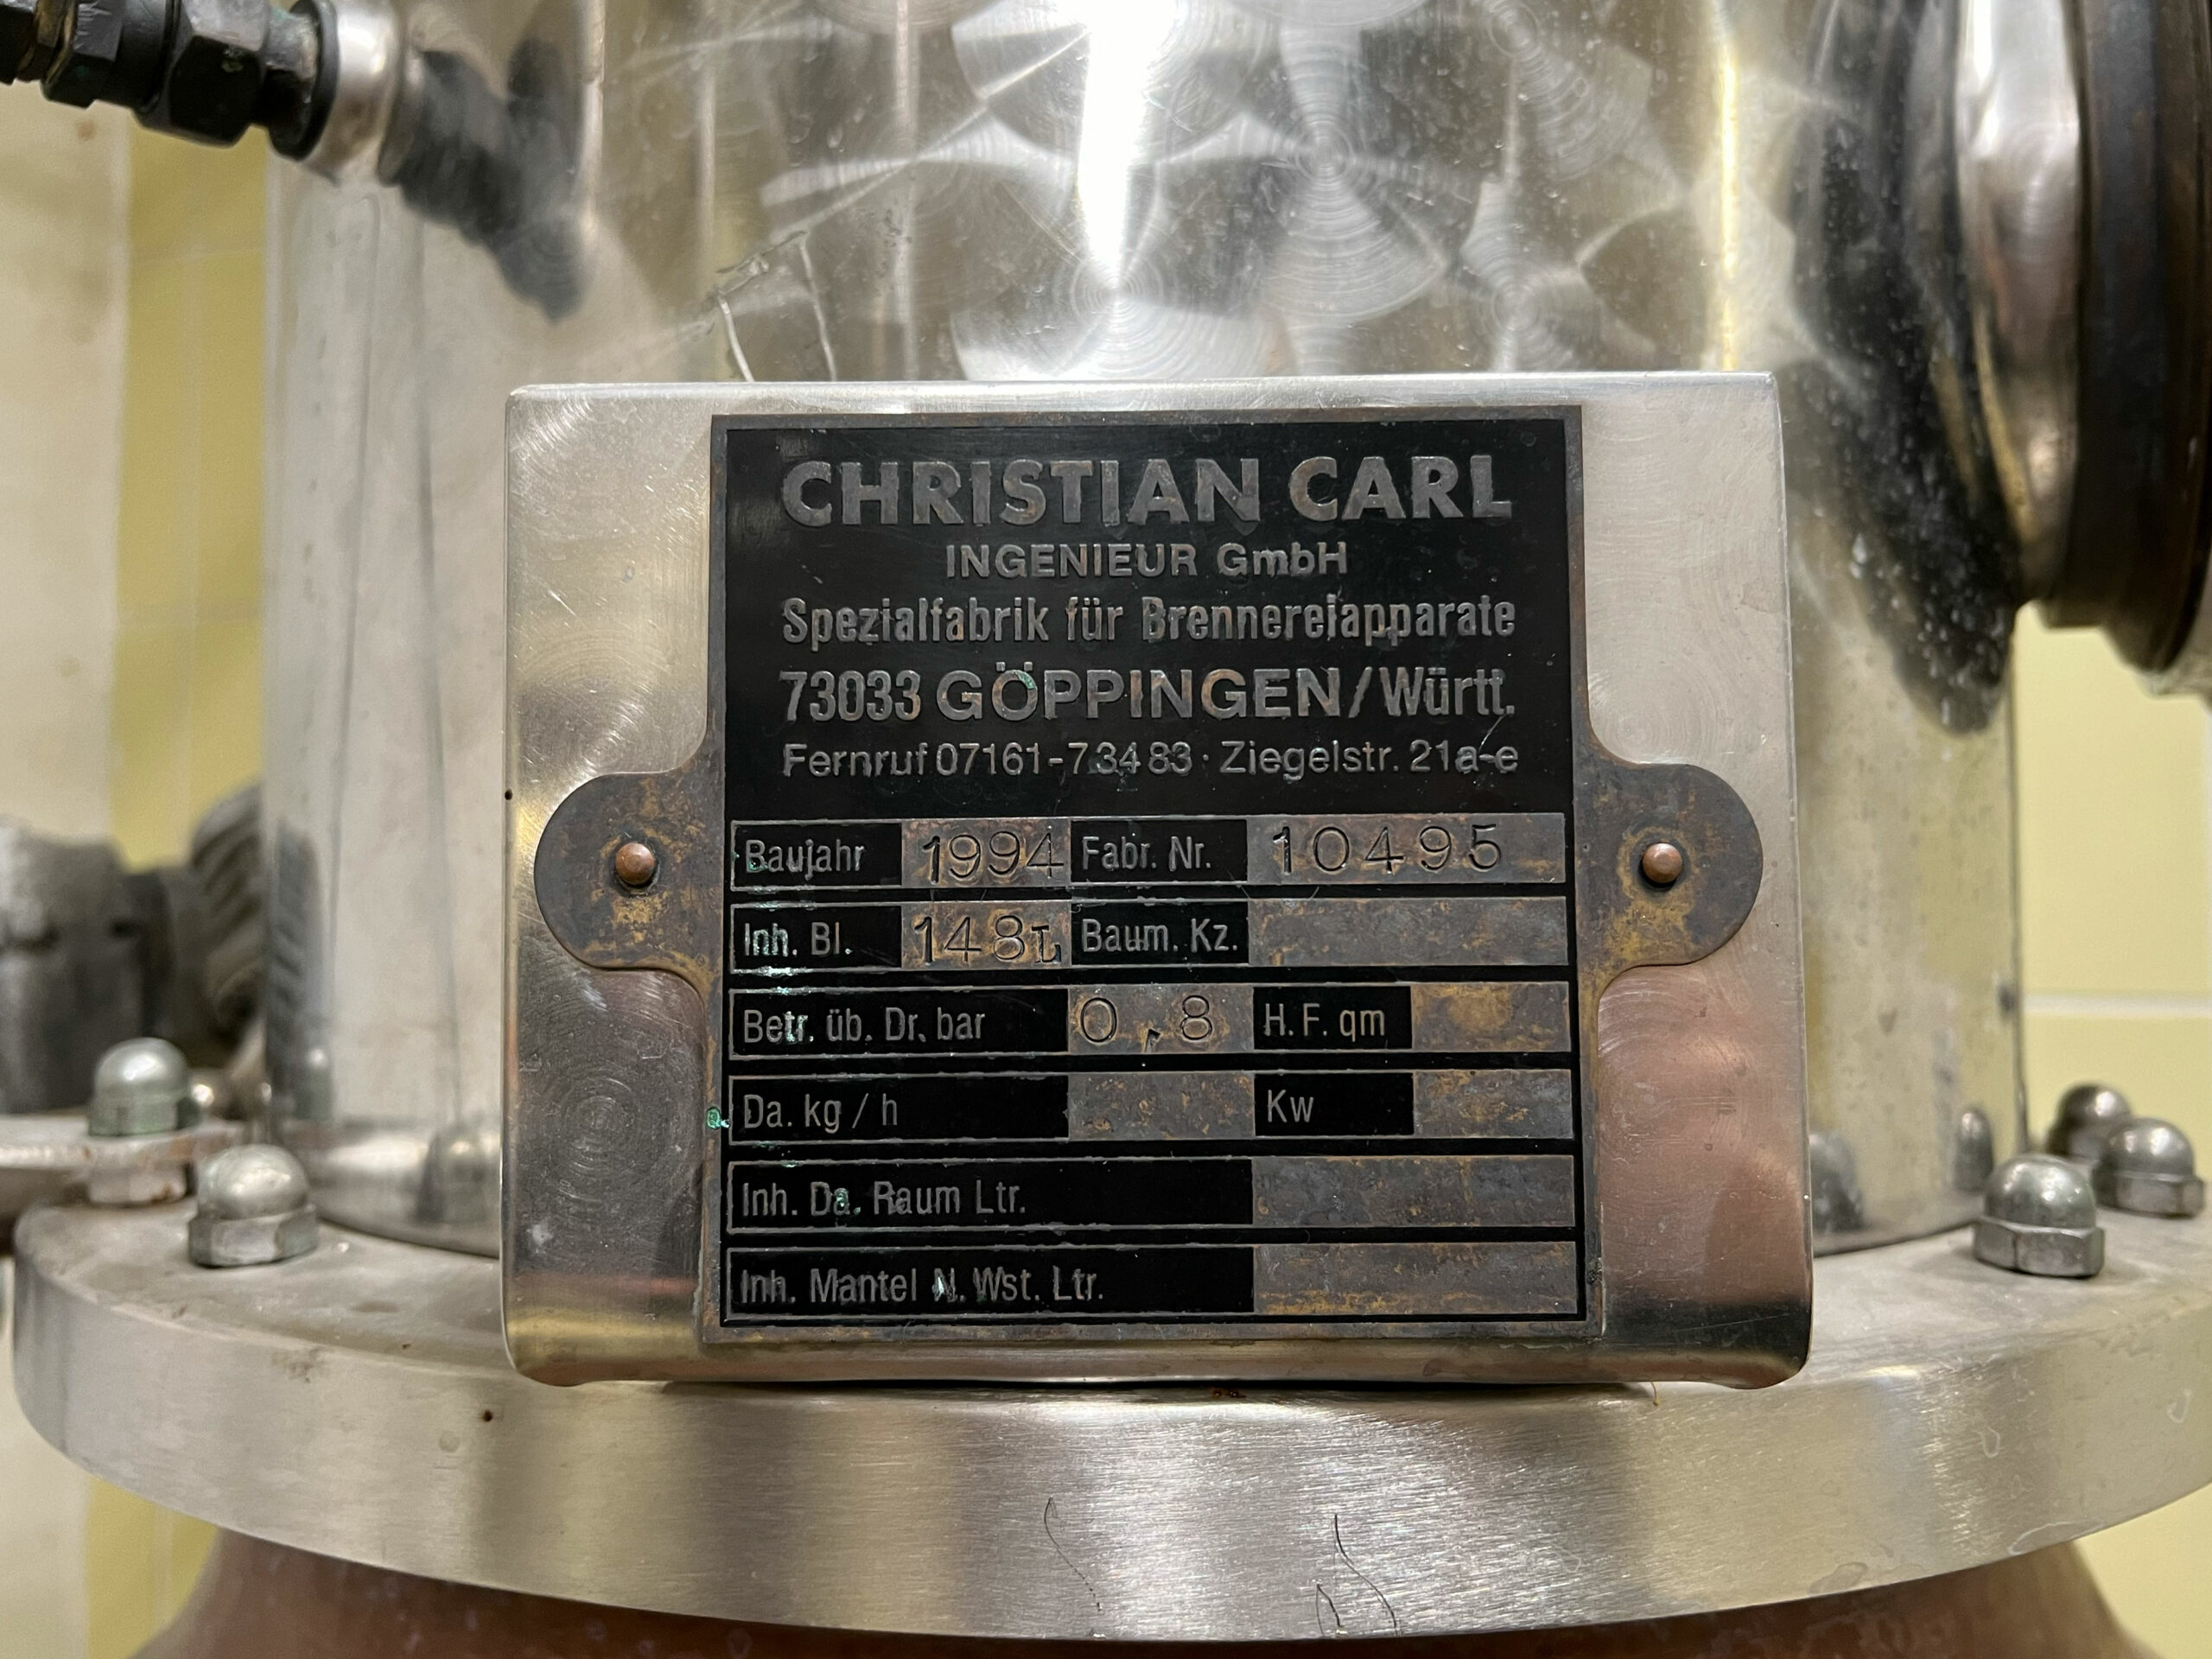 CHRISTIAN CARL
INGENIEUR GmbH
Spezialfabrik für Brennereiapparate
73033 GÖPPINGEN/Württ.
Fernruf 07161-73483 · Ziegelstr. 21a-e
Baujahr 1994 Fabr. Nr. 10495
Inh. Bl. 148L Baum. Kz.
Betr. üb. Dr. bar 0,8 H.F. qm
Da. kg / h Kw
Inh. Da. Raum Ltr.
Inh. Mantel N. Wst. Ltr.